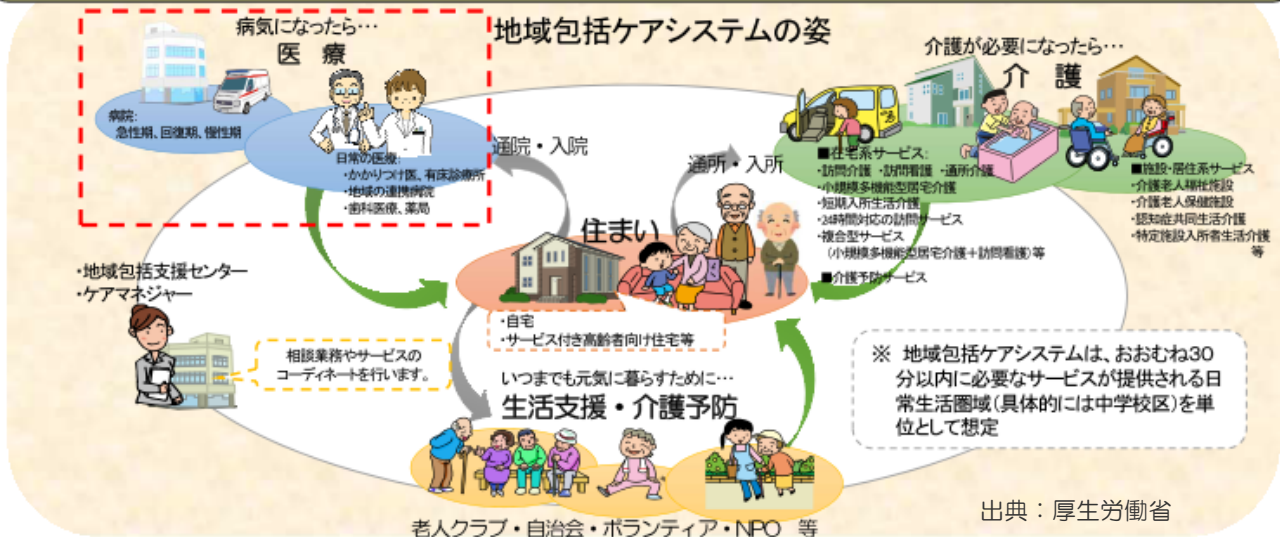 地域包括ケアシステムの姿
病気になったら…
医 療
病院:
急性期、回復期、慢性期
日常の医療:
・かかりつけ医、有床診療所
・地域の連携病院
・歯科医療、薬局
通院・入院
通所・入所
介護が必要になったら…
介 護
■在宅系サービス:
・訪問介護 ・訪問看護 ・通所介護
・小規模多機能型居宅介護
・短期入所生活介護
・24時間対応の訪問サービス
・複合型サービス
(小規模多機能型居宅介護+訪問看護)等
■介護予防サービス
■施設・居住系サービス
・介護老人福祉施設
・介護老人保健施設
・認知症共同生活介護
・特定施設入所者生活介護
等
住まい
・自宅
・サービス付き高齢者向け住宅等
・地域包括支援センター
・ケアマネジャー
相談業務やサービスの
コーディネートを行います。
いつまでも元気に暮らすために…
生活支援・介護予防
老人クラブ・自治会・ボランティア・NPO 等
※ 地域包括ケアシステムは、おおむね30
分以内に必要なサービスが提供される日
常生活圏域(具体的には中学校区)を単
位として想定
出典:厚生労働省